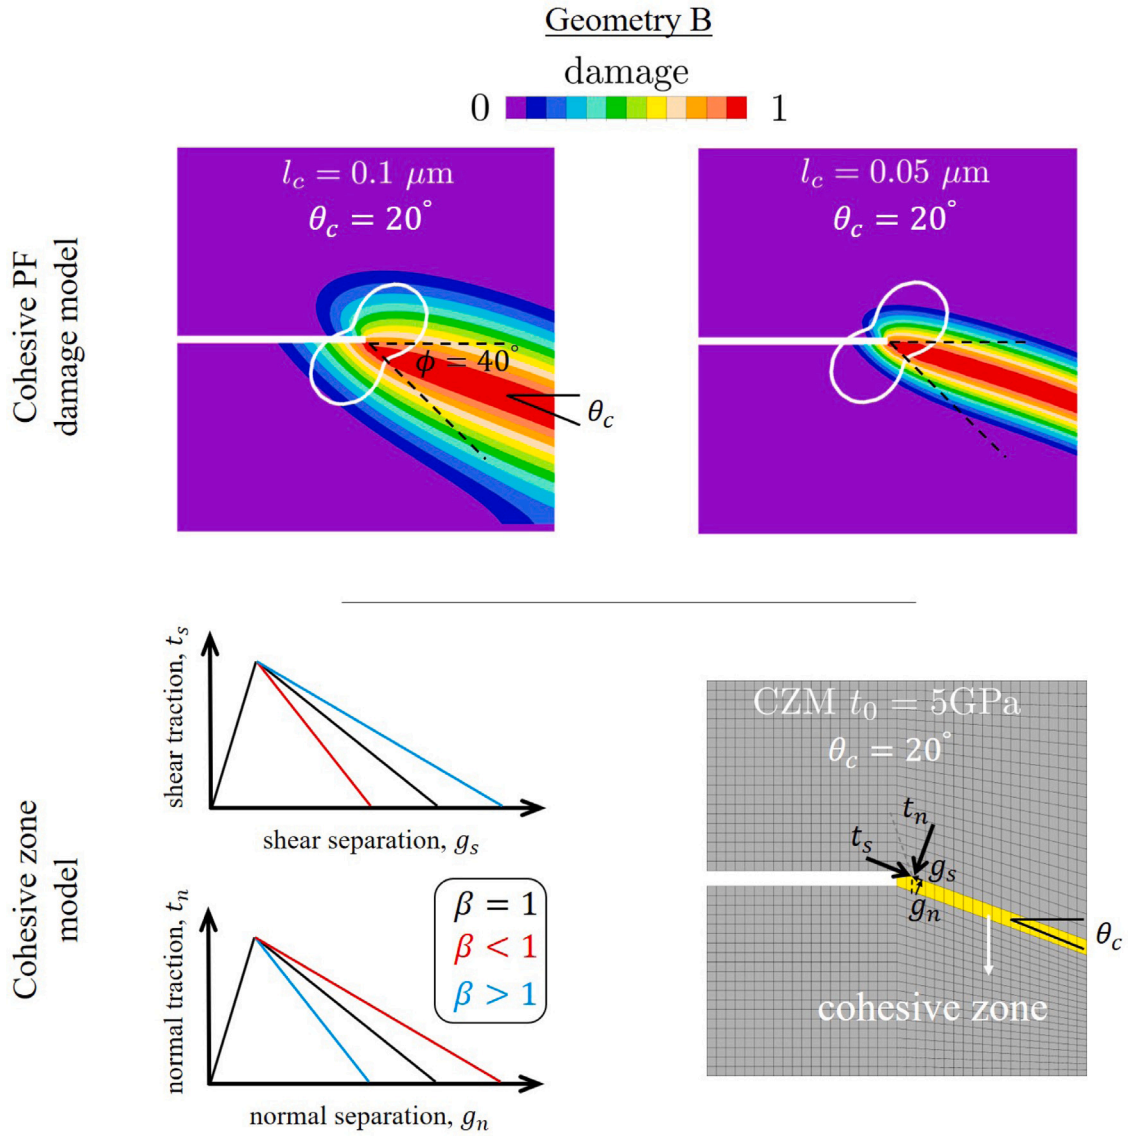 Geometry B
damage
0 1
Cohesive PF
damage model
l_c = 0.1 μm
θ_c = 20°
ϕ = 40°
θ_c
l_c = 0.05 μm
θ_c = 20°
Cohesive zone
model
shear traction, t_s
shear separation, g_s
normal traction, t_n
normal separation, g_n
β = 1
β < 1
β > 1
CZM t_0 = 5GPa
θ_c = 20°
t_n
t_s
g_s
g_n
θ_c
cohesive zone